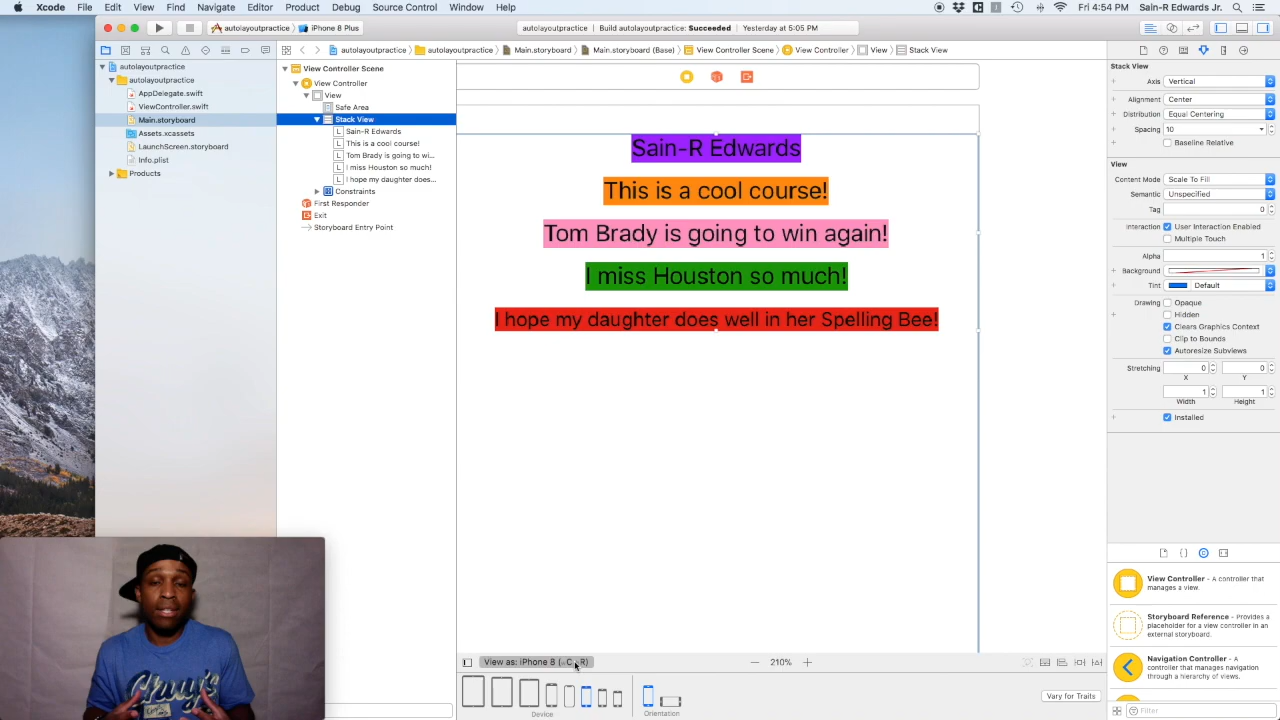 Xcode File Edit View Find Navigate Editor Product Debug Source Control Window Help
Fri 4:54 PM Sain-R Edwards Jr.
autolayoutpractice iPhone 8 Plus
autolayoutpractice | Build autolayoutpractice: Succeeded | Yesterday at 5:05 PM
autolayoutpractice autolayoutpractice Main.storyboard Main.storyboard (Base) View Controller Scene View Controller View Stack View
autolayoutpractice
autolayoutpractice
AppDelegate.swift
ViewController.swift
Main.storyboard
Assets.xcassets
LaunchScreen.storyboard
Info.plist
Products
View Controller Scene
View Controller
View
Safe Area
Stack View
L Sain-R Edwards
L This is a cool course!
L Tom Brady is going to wi...
L I miss Houston so much!
L I hope my daughter does...
Constraints
First Responder
Exit
Storyboard Entry Point
Sain-R Edwards
This is a cool course!
Tom Brady is going to win again!
I miss Houston so much!
I hope my daughter does well in her Spelling Bee!
View as: iPhone 8 (
210%
Device
Orientation
Vary for Traits
Stack View
Axis Vertical
Alignment Center
Distribution Equal Centering
Spacing 10
Baseline Relative
View
Content Mode Scale To Fill
Semantic Unspecified
Tag 0
Interaction User Interaction Enabled
Multiple Touch
Alpha 1
Background
Tint Default
Drawing Opaque
Hidden
Clears Graphics Context
Clip to Bounds
Autoresize Subviews
Stretching 0 0
X Y
1 1
Width Height
Installed
View Controller - A controller that
manages a view.
Storyboard Reference - Provides a
placeholder for a view controller in an
external storyboard.
Navigation Controller - A
controller that manages navigation
through a hierarchy of views.
Filter